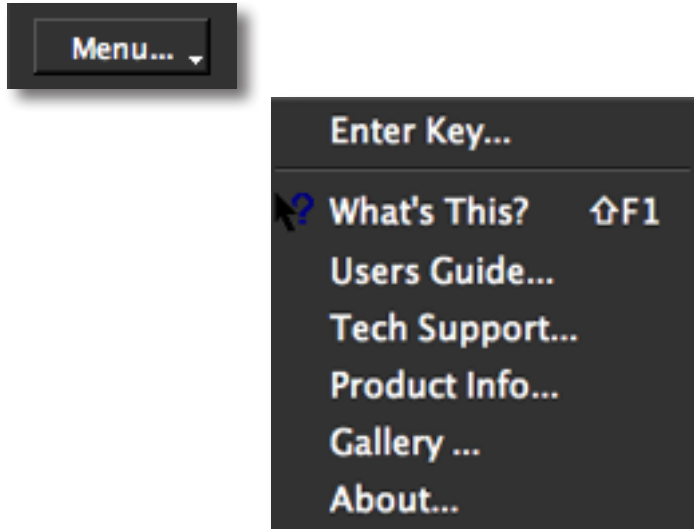 Menu...
Enter Key...
What's This? ⇧F1
Users Guide...
Tech Support...
Product Info...
Gallery ...
About...